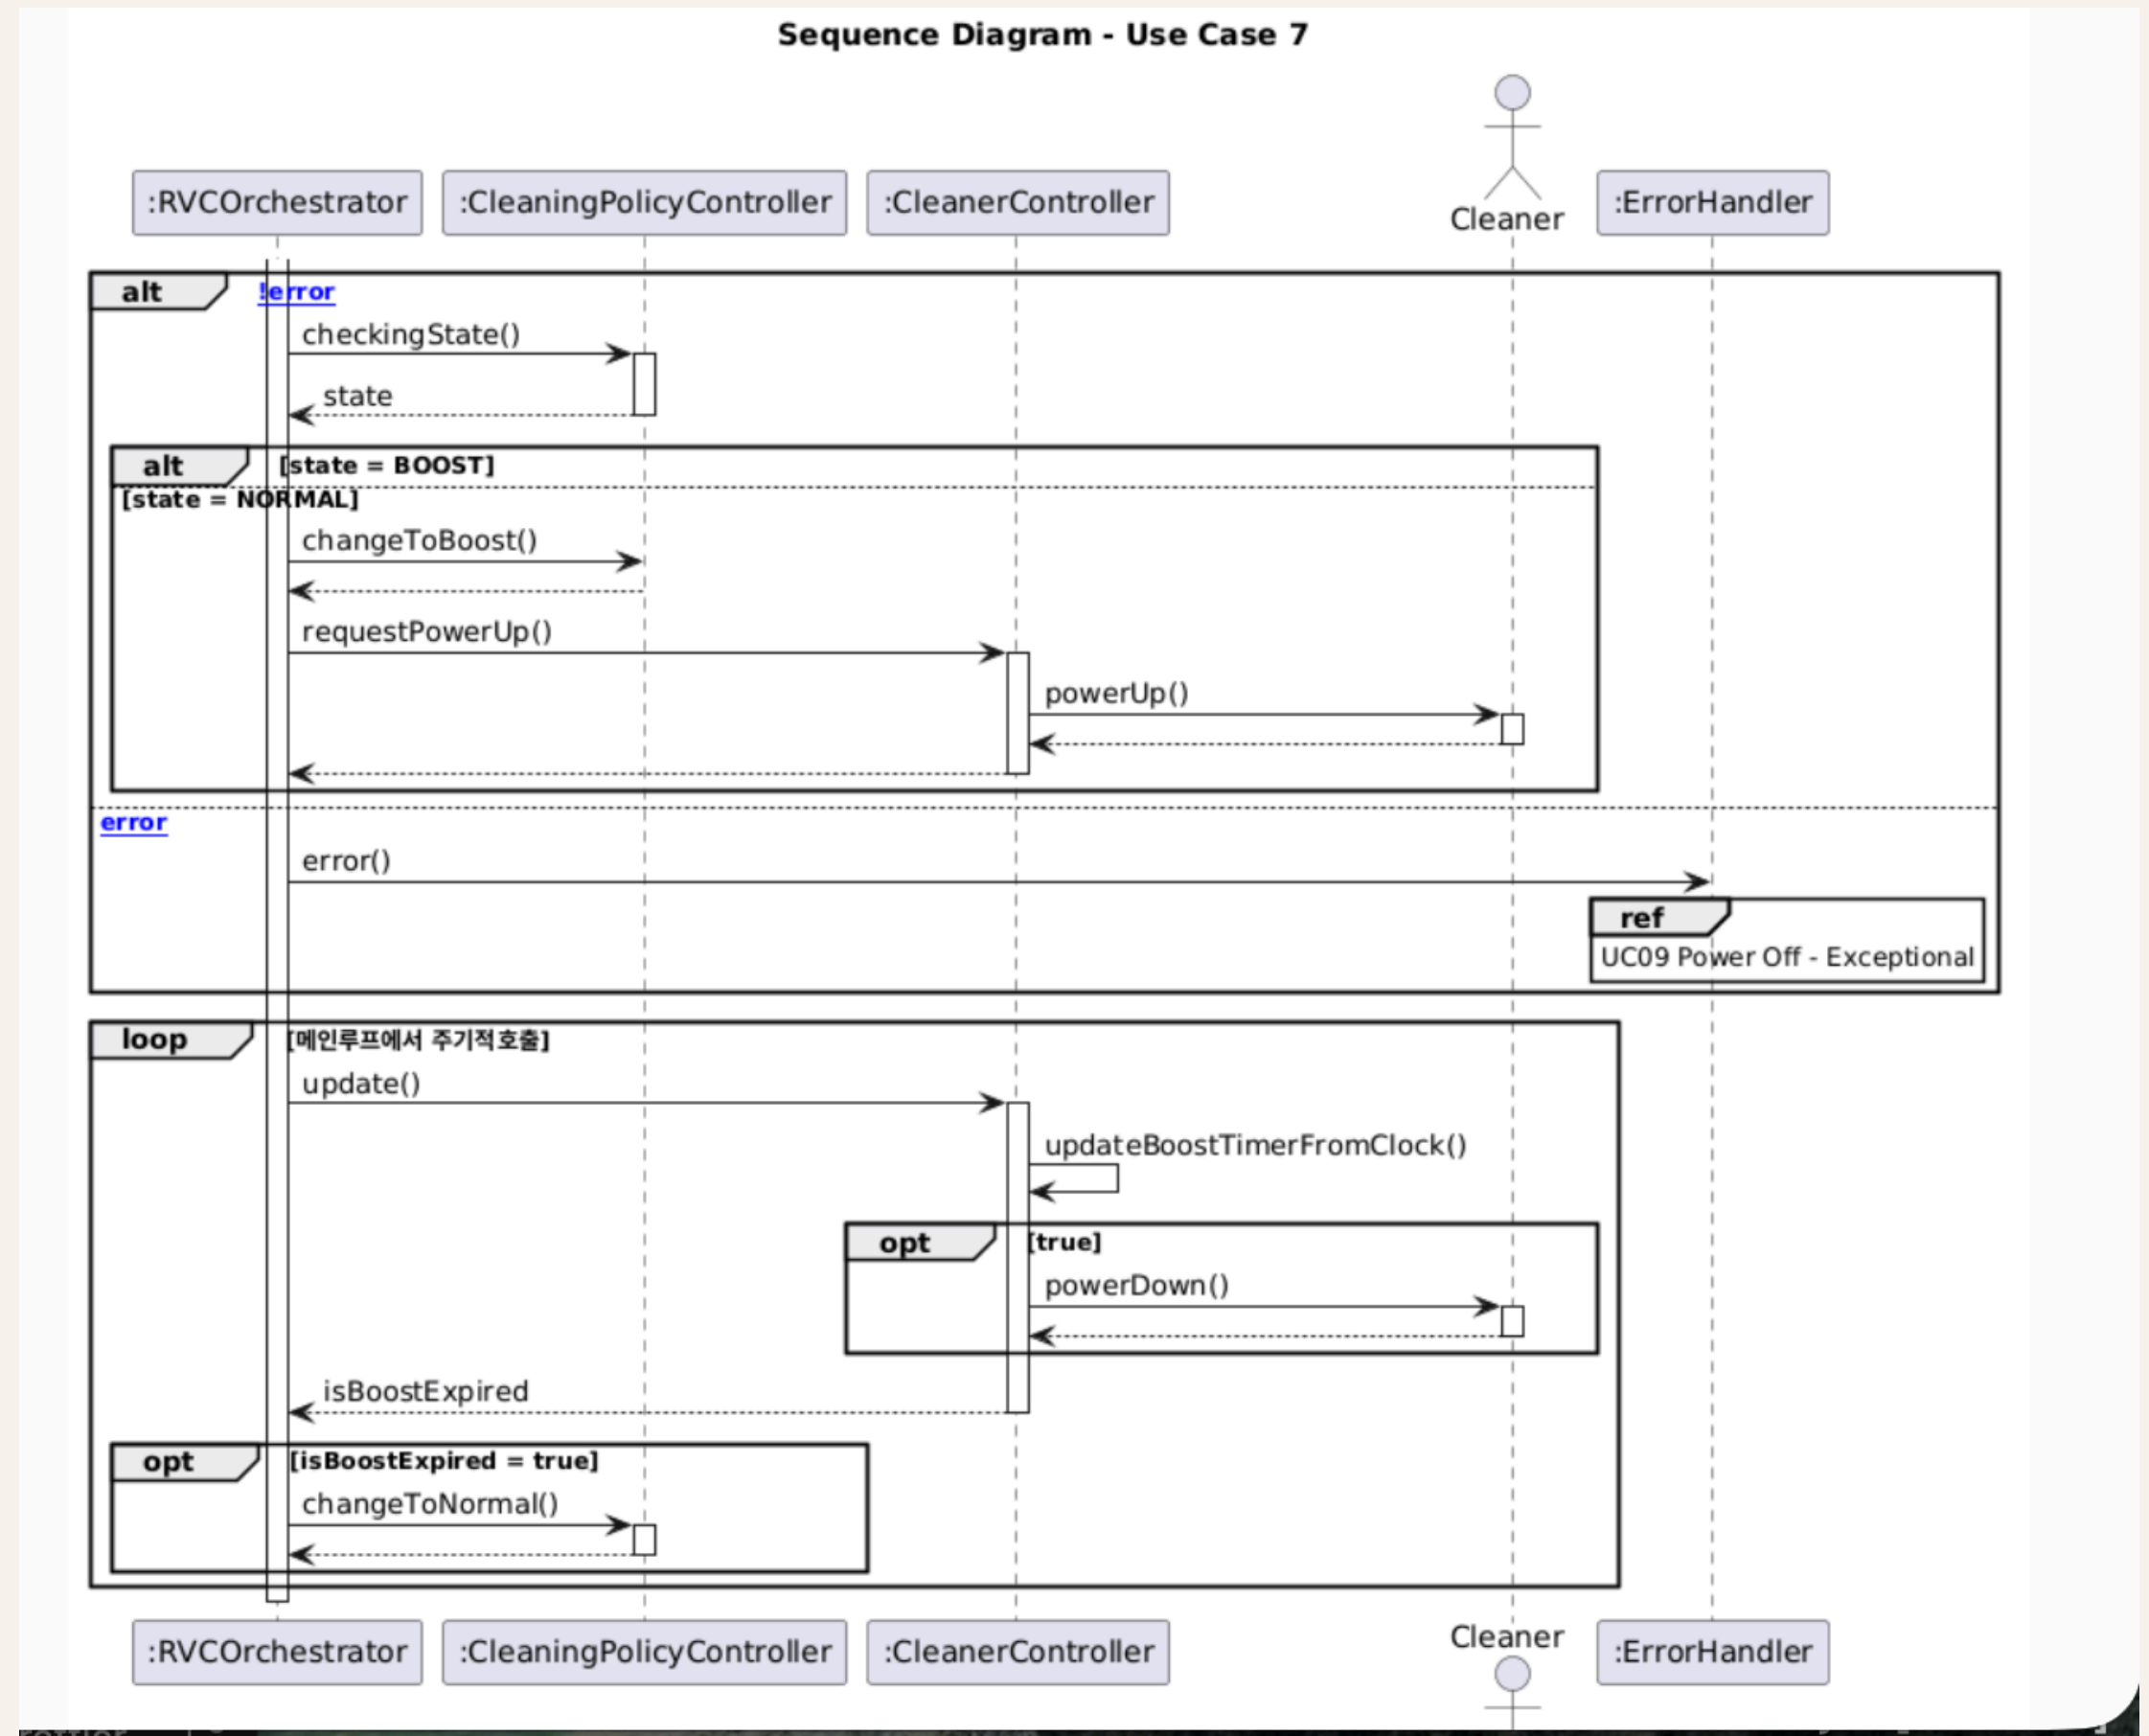 Sequence Diagram - Use Case 7
:RVCOrchestrator
:CleaningPolicyController
:CleanerController
Cleaner
:ErrorHandler
alt
!error
checkingState()
state
alt
[state = BOOST]
[state = NORMAL]
changeToBoost()
requestPowerUp()
powerUp()
error
error()
ref
UC09 Power Off - Exceptional
loop
[메인루프에서 주기적호출]
update()
updateBoostTimerFromClock()
opt
[true]
powerDown()
isBoostExpired
opt
[isBoostExpired = true]
changeToNormal()
:RVCOrchestrator
:CleaningPolicyController
:CleanerController
Cleaner
:ErrorHandler